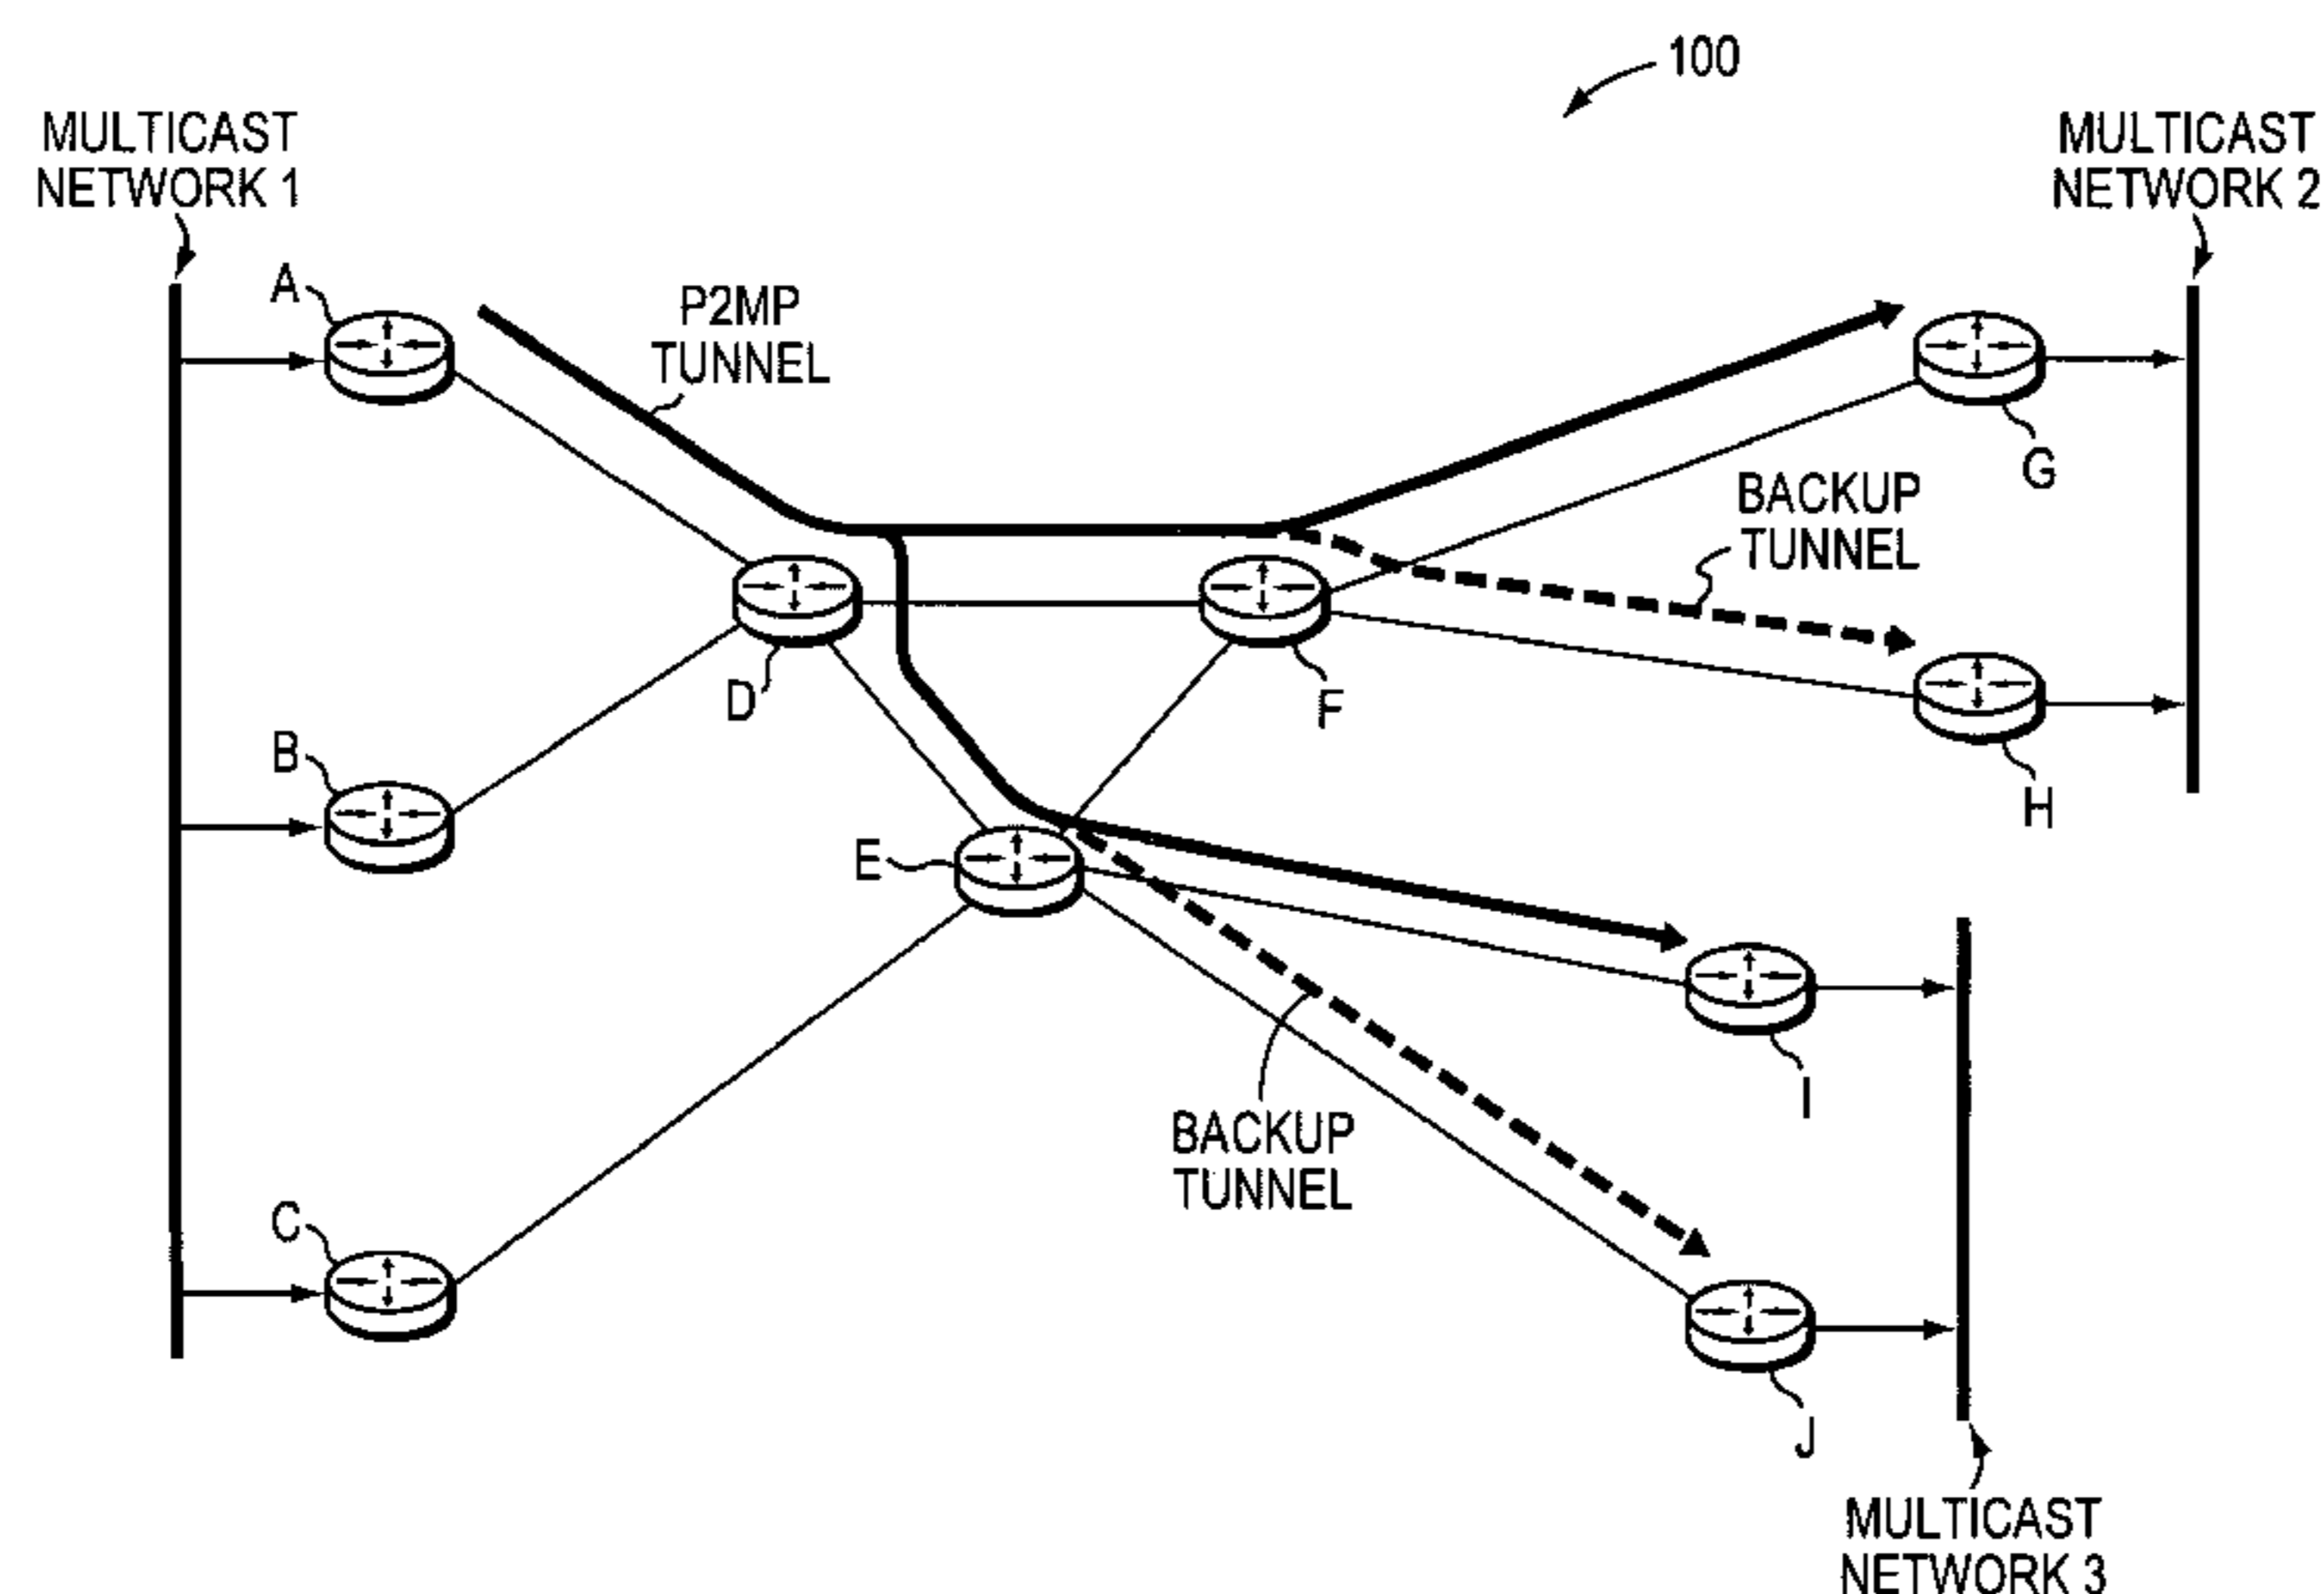 100
MULTICAST
NETWORK 1
MULTICAST
NETWORK 2
A
P2MP
TUNNEL
G
BACKUP
TUNNEL
D
F
B
H
E
I
BACKUP
TUNNEL
C
J
MULTICAST
NETWORK 3